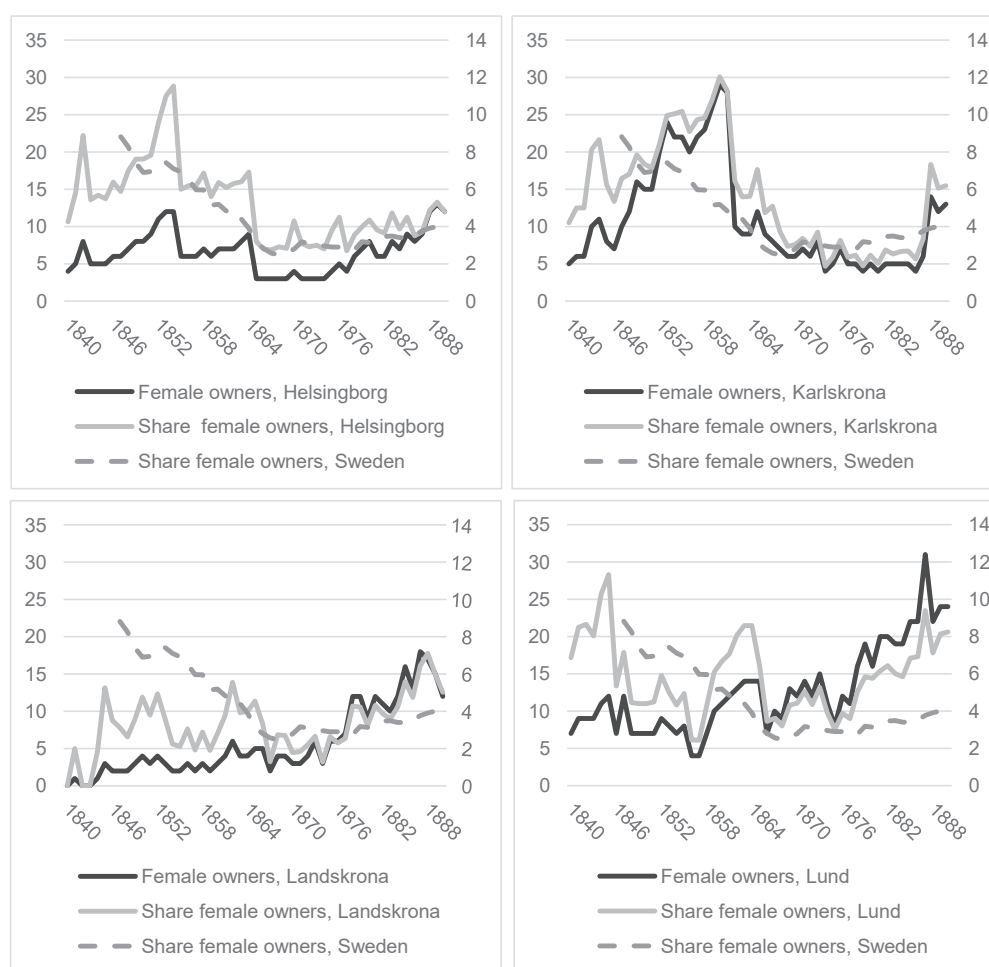 35 14
30 12
25 10
20 8
15 6
10 4
5 2
0 0
1840 1846 1852 1858 1864 1870 1876 1882 1888
Female owners, Helsingborg
Share  female owners, Helsingborg
Share female owners, Sweden
35 14
30 12
25 10
20 8
15 6
10 4
5 2
0 0
1840 1846 1852 1858 1864 1870 1876 1882 1888
Female owners, Karlskrona
Share female owners, Karlskrona
Share female owners, Sweden
35 14
30 12
25 10
20 8
15 6
10 4
5 2
0 0
1840 1846 1852 1858 1864 1870 1876 1882 1888
Female owners, Landskrona
Share female owners, Landskrona
Share female owners, Sweden
35 14
30 12
25 10
20 8
15 6
10 4
5 2
0 0
1840 1846 1852 1858 1864 1870 1876 1882 1888
Female owners, Lund
Share female owners, Lund
Share female owners, Sweden